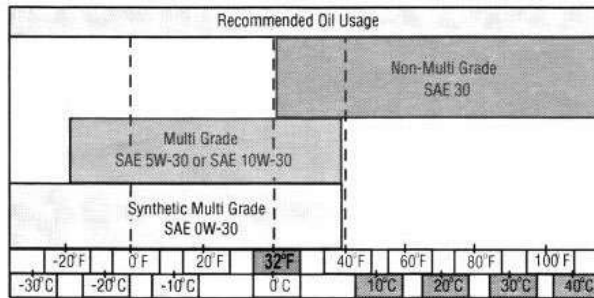 Recommended Oil Usage
Non-Multi Grade
SAE 30
Multi Grade
SAE 5W-30 or SAE 10W-30
Synthetic Multi Grade
SAE 0W-30
-20°F 0°F 20°F 32°F 40°F 60°F 80°F 100°F
-30°C -20°C -10°C 0°C 10°C 20°C 30°C 40°C